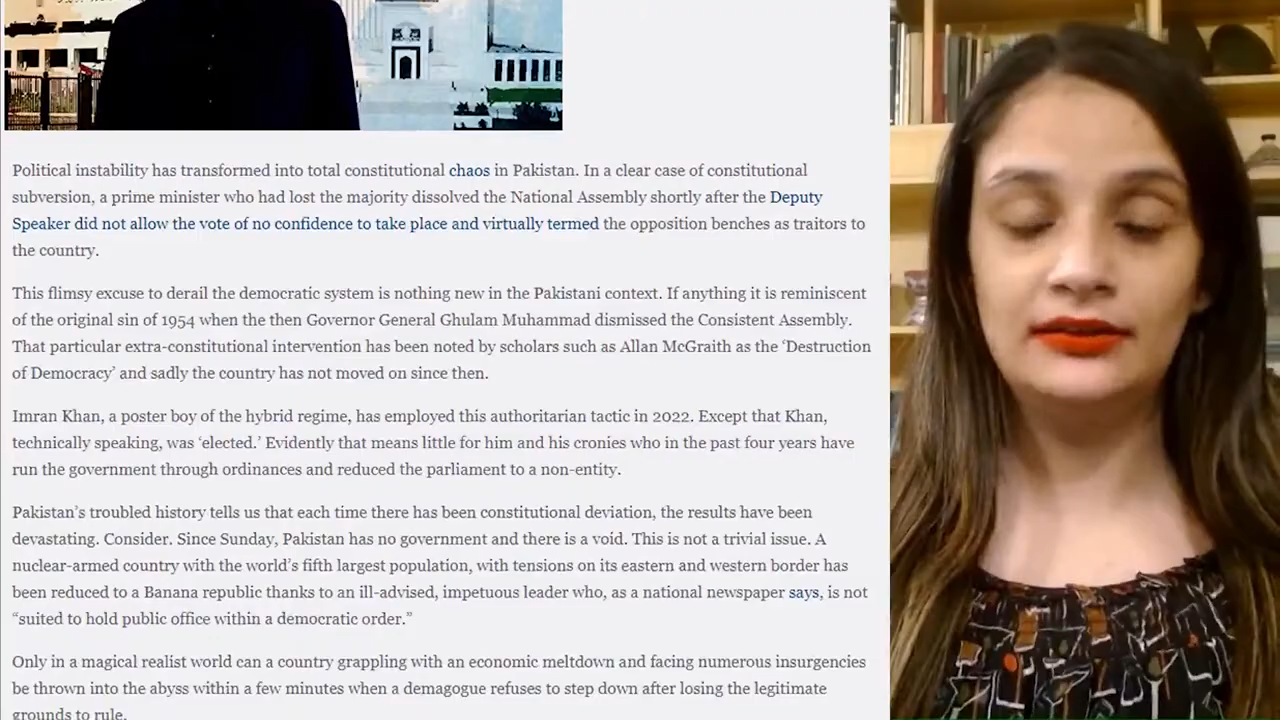 Political instability has transformed into total constitutional chaos in Pakistan. In a clear case of constitutional
subversion, a prime minister who had lost the majority dissolved the National Assembly shortly after the Deputy
Speaker did not allow the vote of no confidence to take place and virtually termed the opposition benches as traitors to
the country.
This flimsy excuse to derail the democratic system is nothing new in the Pakistani context. If anything it is reminiscent
of the original sin of 1954 when the then Governor General Ghulam Muhammad dismissed the Consistent Assembly.
That particular extra-constitutional intervention has been noted by scholars such as Allan McGraith as the ‘Destruction
of Democracy’ and sadly the country has not moved on since then.
Imran Khan, a poster boy of the hybrid regime, has employed this authoritarian tactic in 2022. Except that Khan,
technically speaking, was ‘elected.’ Evidently that means little for him and his cronies who in the past four years have
run the government through ordinances and reduced the parliament to a non-entity.
Pakistan’s troubled history tells us that each time there has been constitutional deviation, the results have been
devastating. Consider. Since Sunday, Pakistan has no government and there is a void. This is not a trivial issue. A
nuclear-armed country with the world’s fifth largest population, with tensions on its eastern and western border has
been reduced to a Banana republic thanks to an ill-advised, impetuous leader who, as a national newspaper says, is not
“suited to hold public office within a democratic order.”
Only in a magical realist world can a country grappling with an economic meltdown and facing numerous insurgencies
be thrown into the abyss within a few minutes when a demagogue refuses to step down after losing the legitimate
grounds to rule.